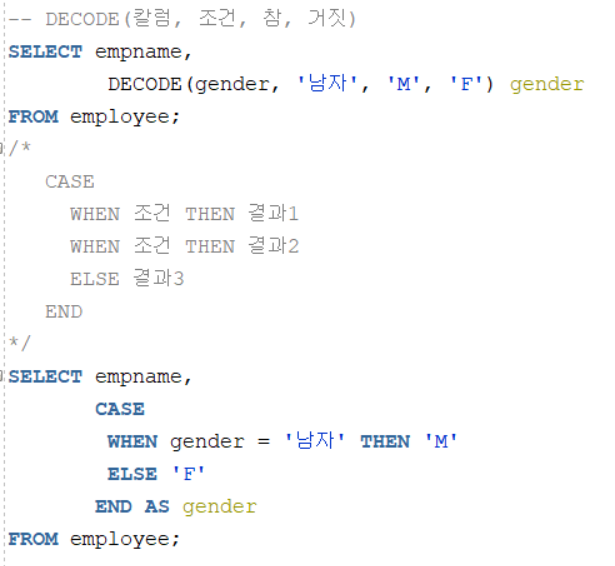 -- DECODE(칼럼, 조건, 참, 거짓)
SELECT empname,
DECODE(gender, '남자', 'M', 'F') gender
FROM employee;
/*
CASE
WHEN 조건 THEN 결과1
WHEN 조건 THEN 결과2
ELSE 결과3
END
*/
SELECT empname,
CASE
WHEN gender = '남자' THEN 'M'
ELSE 'F'
END AS gender
FROM employee;